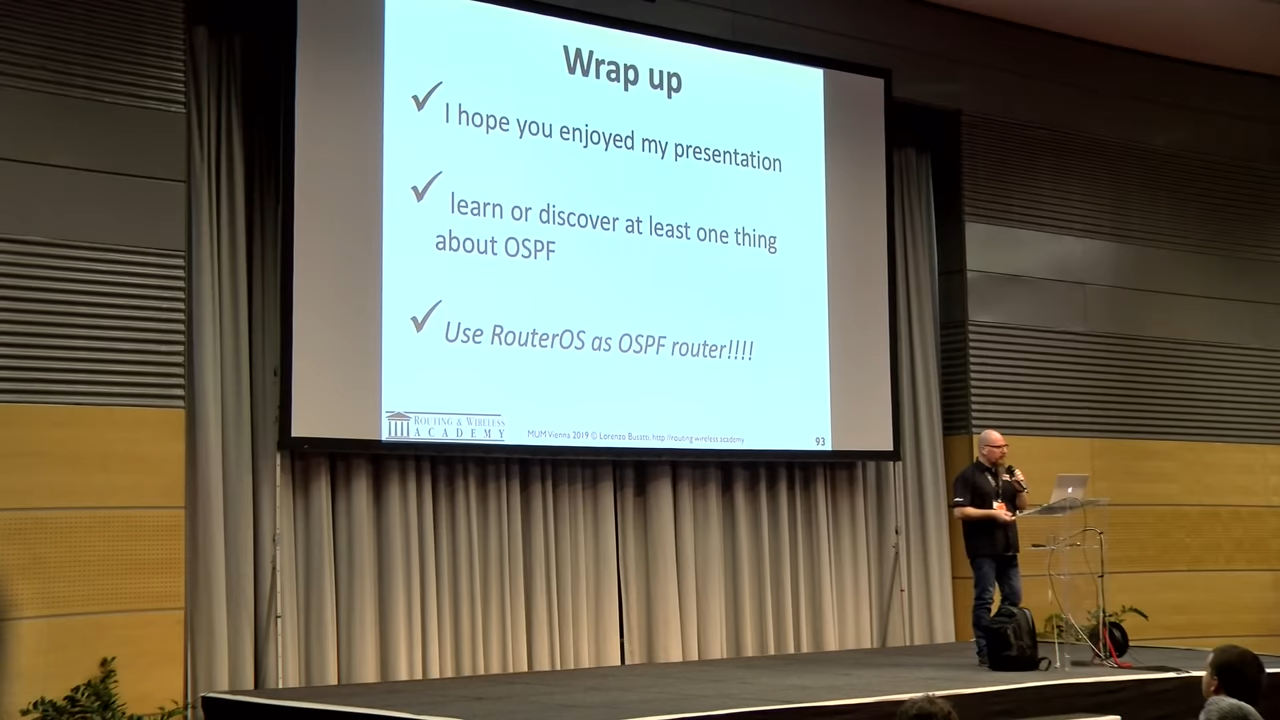 Wrap up
✓ I hope you enjoyed my presentation
✓ learn or discover at least one thing
about OSPF
✓ Use RouterOS as OSPF router!!!!
ROUTING & WIRELESS
ACADEMY
MUM Vienna 2019 © Lorenzo Busatti, http://routing.wireless.academy
93